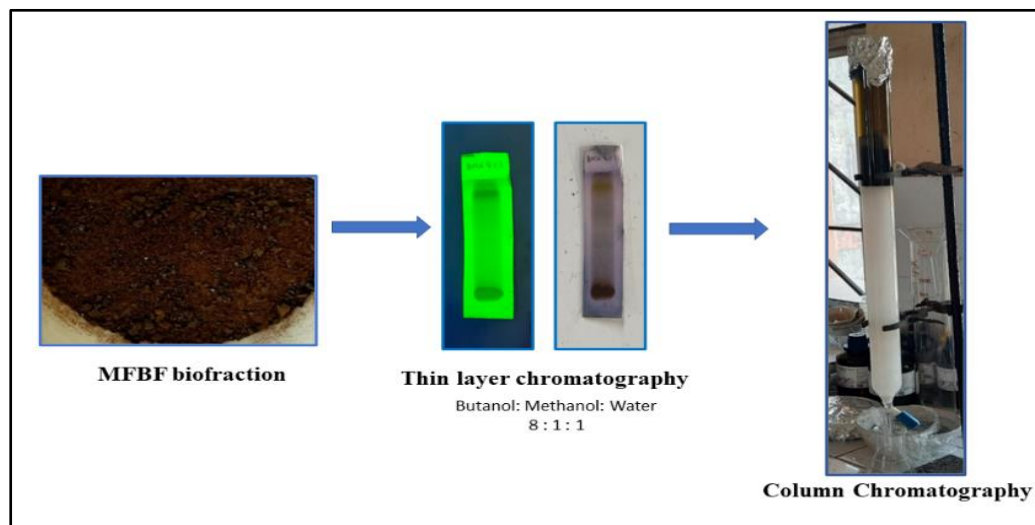 MFBF biofraction
Thin layer chromatography
Butanol: Methanol: Water
8 : 1 : 1
Column Chromatography